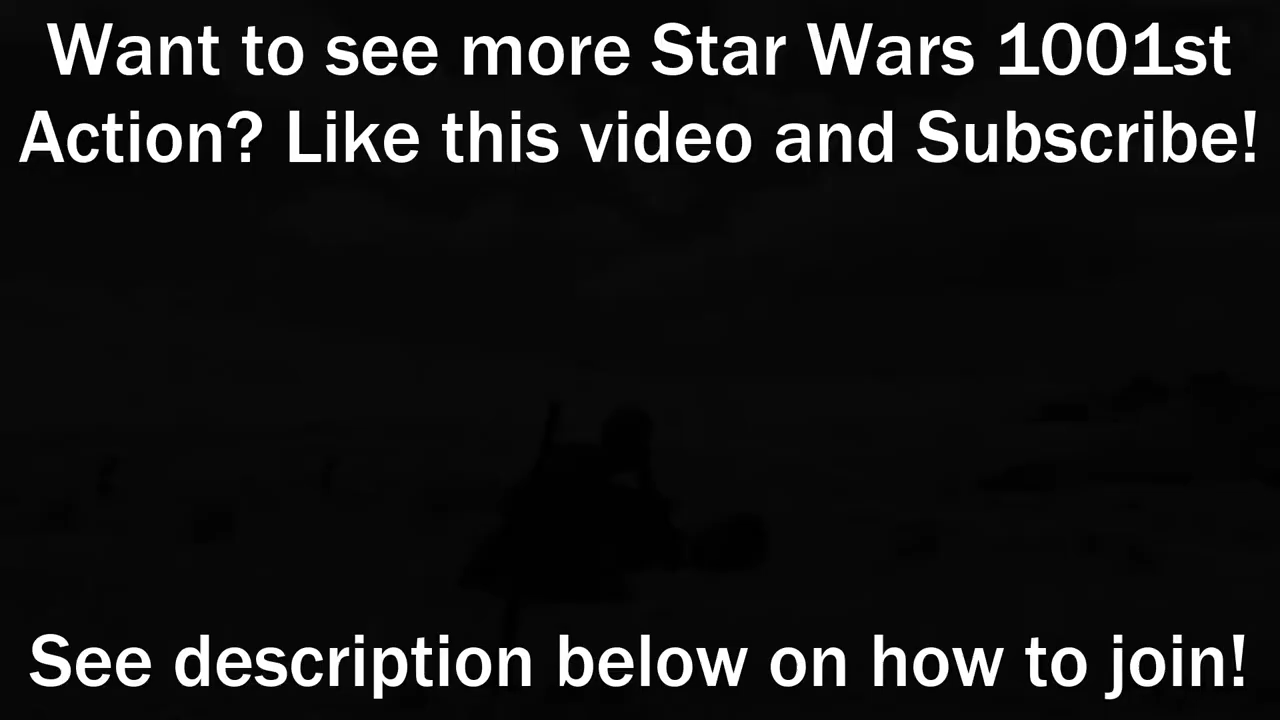 Want to see more Star Wars 1001st
Action? Like this video and Subscribe!
See description below on how to join!